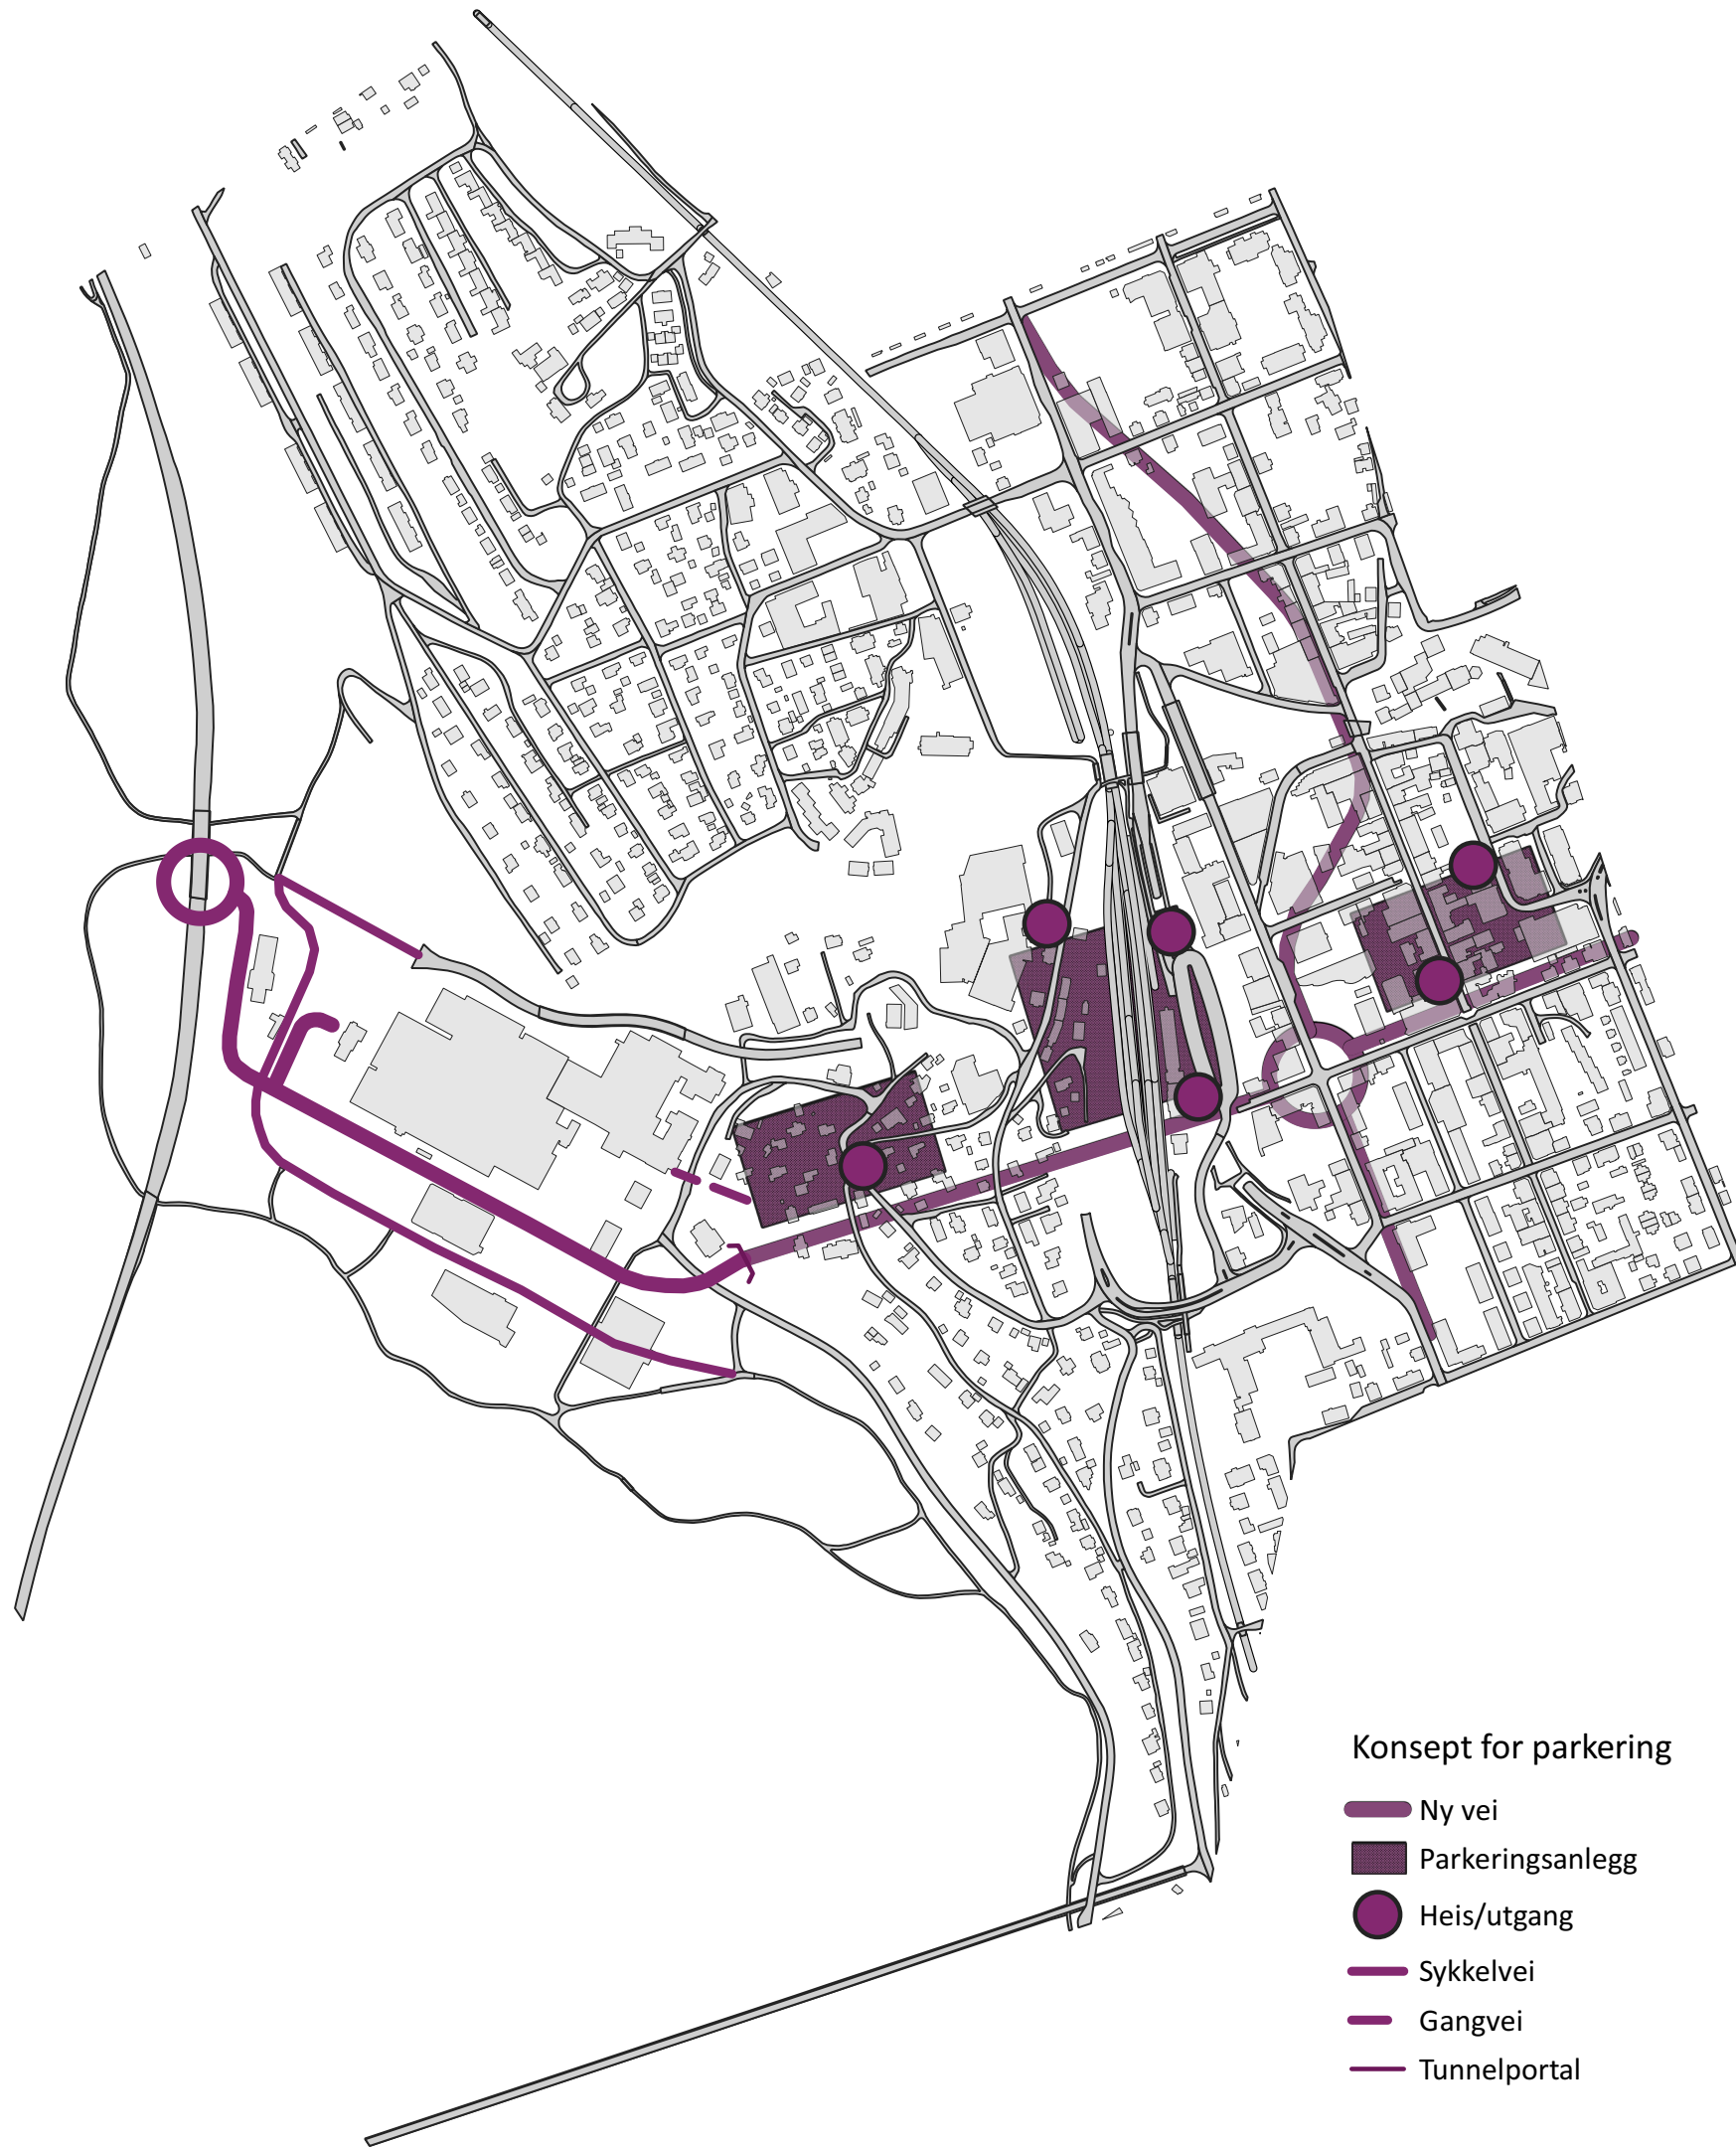 Konsept for parkering
Ny vei
Parkeringsanlegg
Heis/utgang
Sykkelvei
Gangvei
Tunnelportal